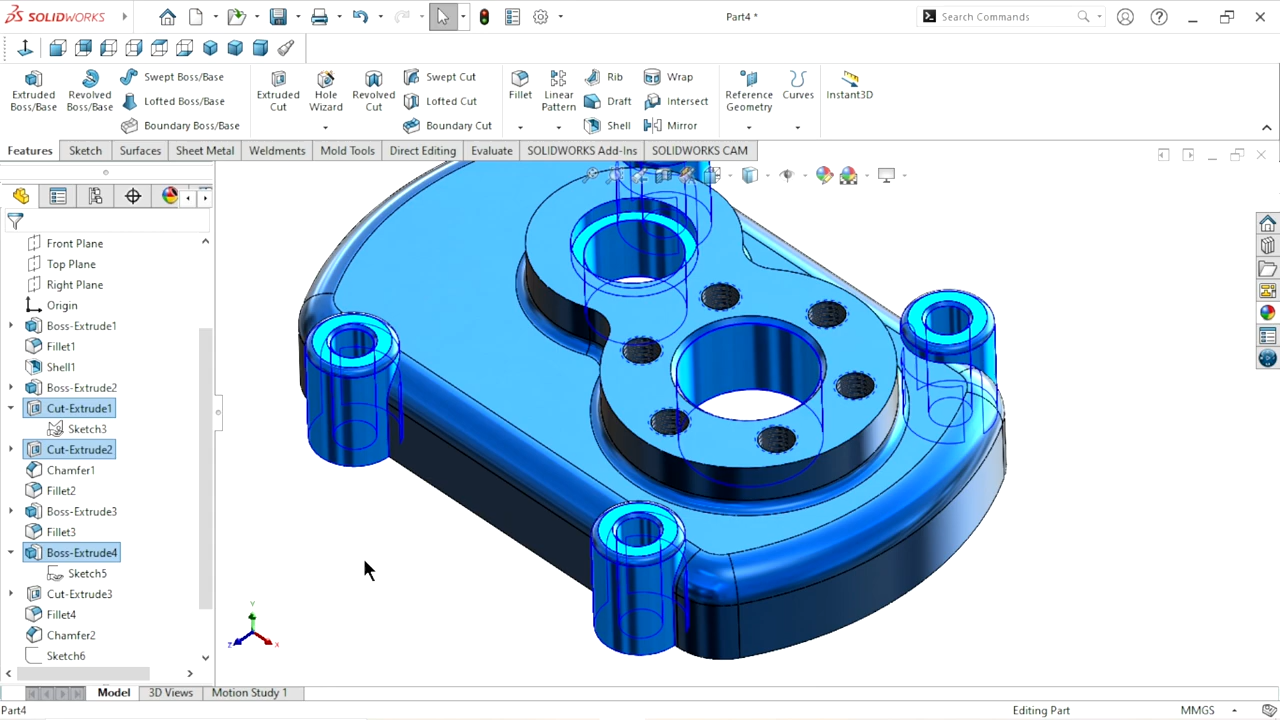 SOLIDWORKS
Part4 *
Search Commands
Extruded Boss/Base
Revolved Boss/Base
Swept Boss/Base
Lofted Boss/Base
Boundary Boss/Base
Extruded Cut
Hole Wizard
Revolved Cut
Swept Cut
Lofted Cut
Boundary Cut
Fillet
Linear Pattern
Rib
Draft
Shell
Wrap
Intersect
Mirror
Reference Geometry
Curves
Instant3D
Features Sketch Surfaces Sheet Metal Weldments Mold Tools Direct Editing Evaluate SOLIDWORKS Add-Ins SOLIDWORKS CAM
Front Plane
Top Plane
Right Plane
Origin
Boss-Extrude1
Fillet1
Shell1
Boss-Extrude2
Cut-Extrude1
Sketch3
Cut-Extrude2
Chamfer1
Fillet2
Boss-Extrude3
Fillet3
Boss-Extrude4
Sketch5
Cut-Extrude3
Fillet4
Chamfer2
Sketch6
Y
Z
X
Model 3D Views Motion Study 1
Part4
Editing Part
MMGS